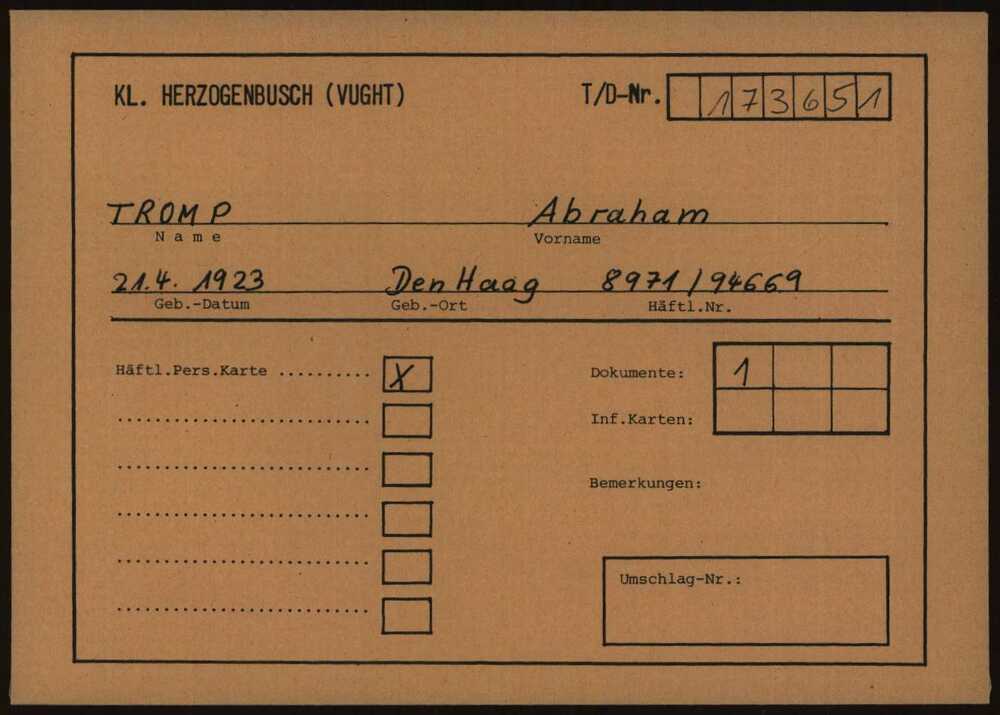 KL. HERZOGENBUSCH (VUGHT) T/D-Nr. 173651
TROMP Abraham
Name Vorname
21.4. 1923 Den Haag 8971/94669
Geb.-Datum Geb.-Ort Häftl.Nr.
Häftl.Pers.Karte .......... X Dokumente: 1
Inf.Karten:
Bemerkungen:
Umschlag-Nr.: